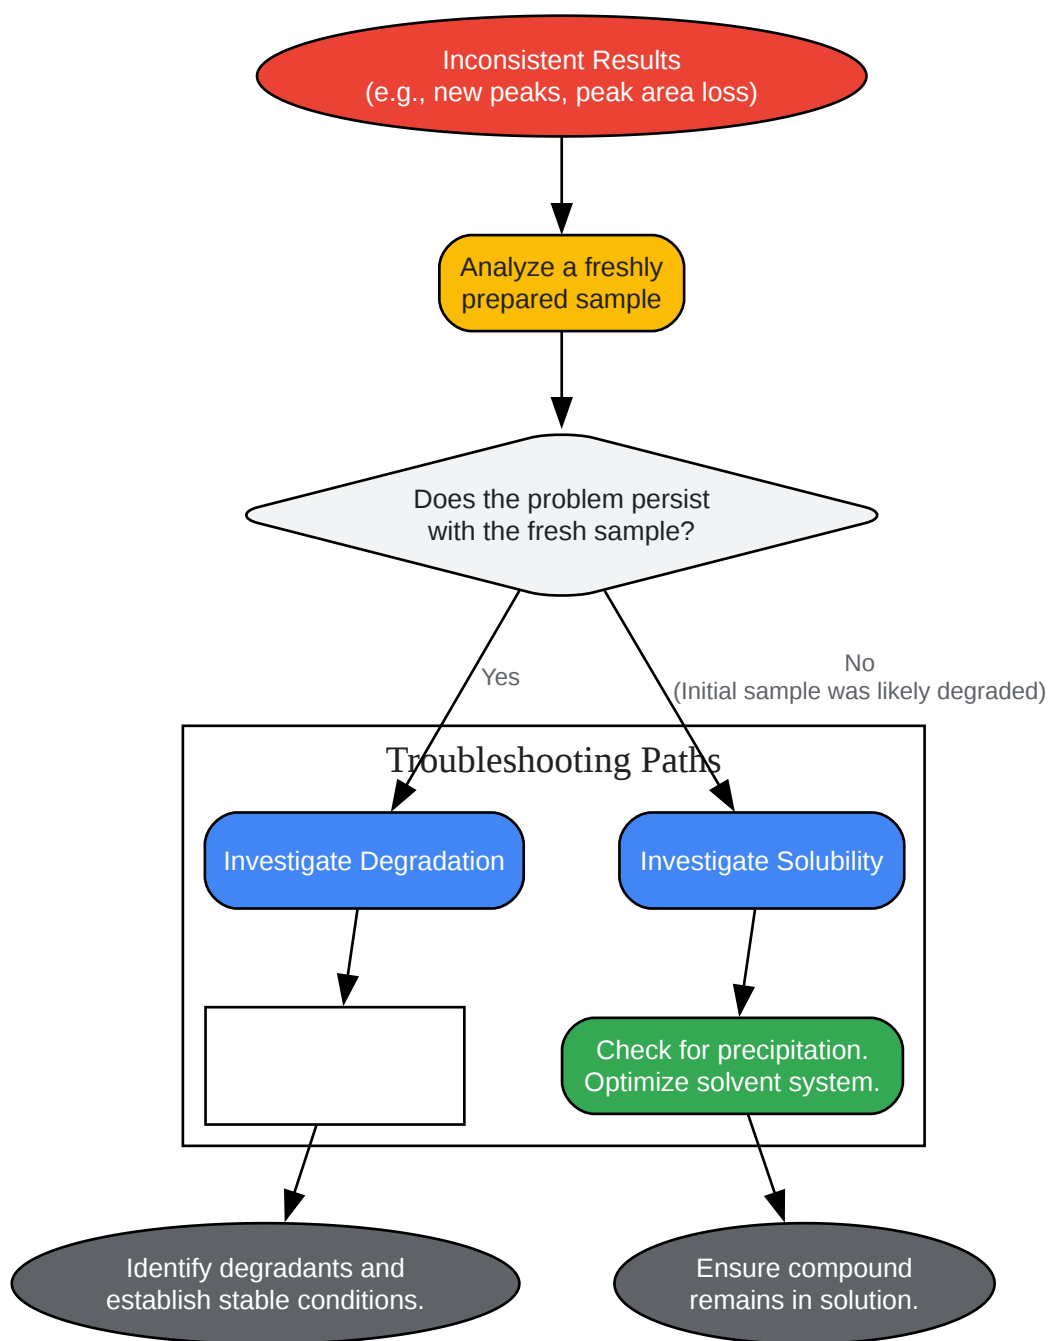 Inconsistent Results
(e.g., new peaks, peak area loss)
Analyze a freshly
prepared sample
Does the problem persist
with the fresh sample?
Yes
No
(Initial sample was likely degraded)
Troubleshooting Paths
Investigate Degradation
Investigate Solubility
Check for precipitation.
Optimize solvent system.
Identify degradants and
establish stable conditions.
Ensure compound
remains in solution.